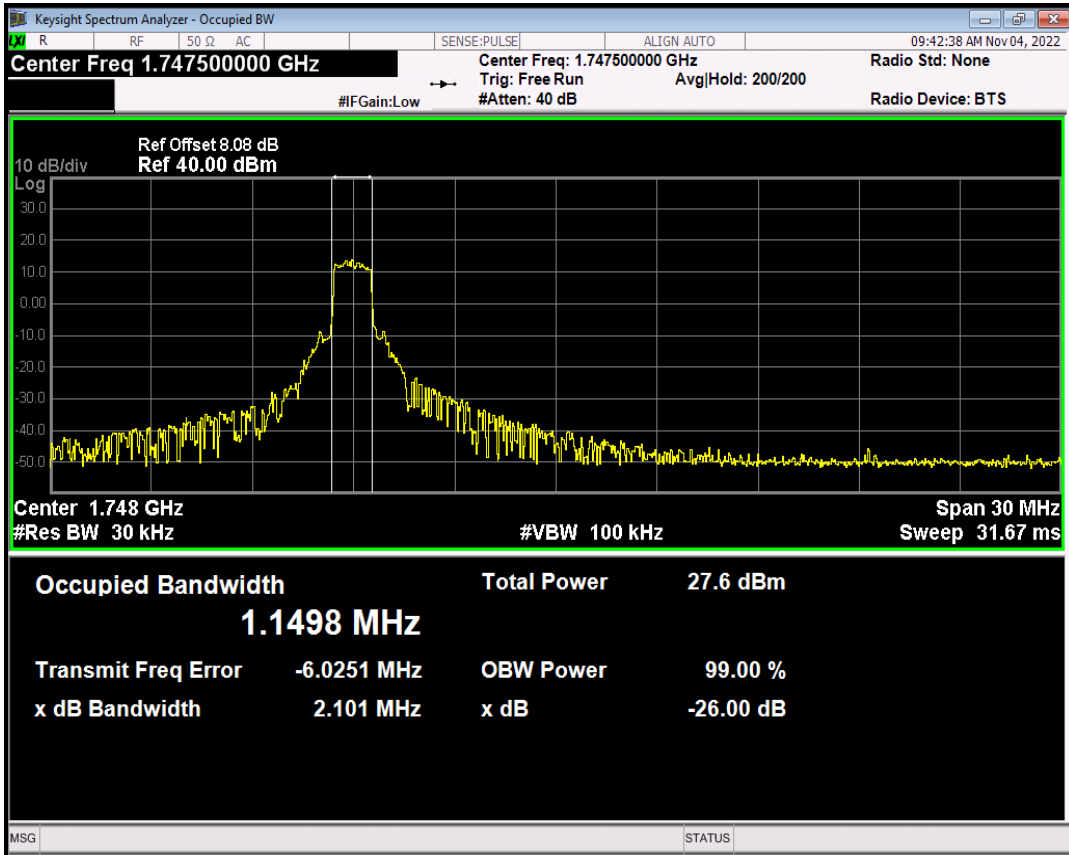 Keysight Spectrum Analyzer - Occupied BW
LXI R RF 50 Ω AC SENSE:PULSE ALIGN AUTO 09:42:38 AM Nov 04, 2022
Center Freq 1.747500000 GHz
Center Freq: 1.747500000 GHz
Radio Std: None
Trig: Free Run Avg|Hold: 200/200
#IFGain:Low
#Atten: 40 dB
Radio Device: BTS
Ref Offset 8.08 dB
10 dB/div Ref 40.00 dBm
Log
30.0
20.0
10.0
0.00
-10.0
-20.0
-30.0
-40.0
-50.0
Center 1.748 GHz Span 30 MHz
#Res BW 30 kHz #VBW 100 kHz Sweep 31.67 ms
Occupied Bandwidth Total Power 27.6 dBm
1.1498 MHz
Transmit Freq Error -6.0251 MHz OBW Power 99.00 %
x dB Bandwidth 2.101 MHz x dB -26.00 dB
MSG STATUS